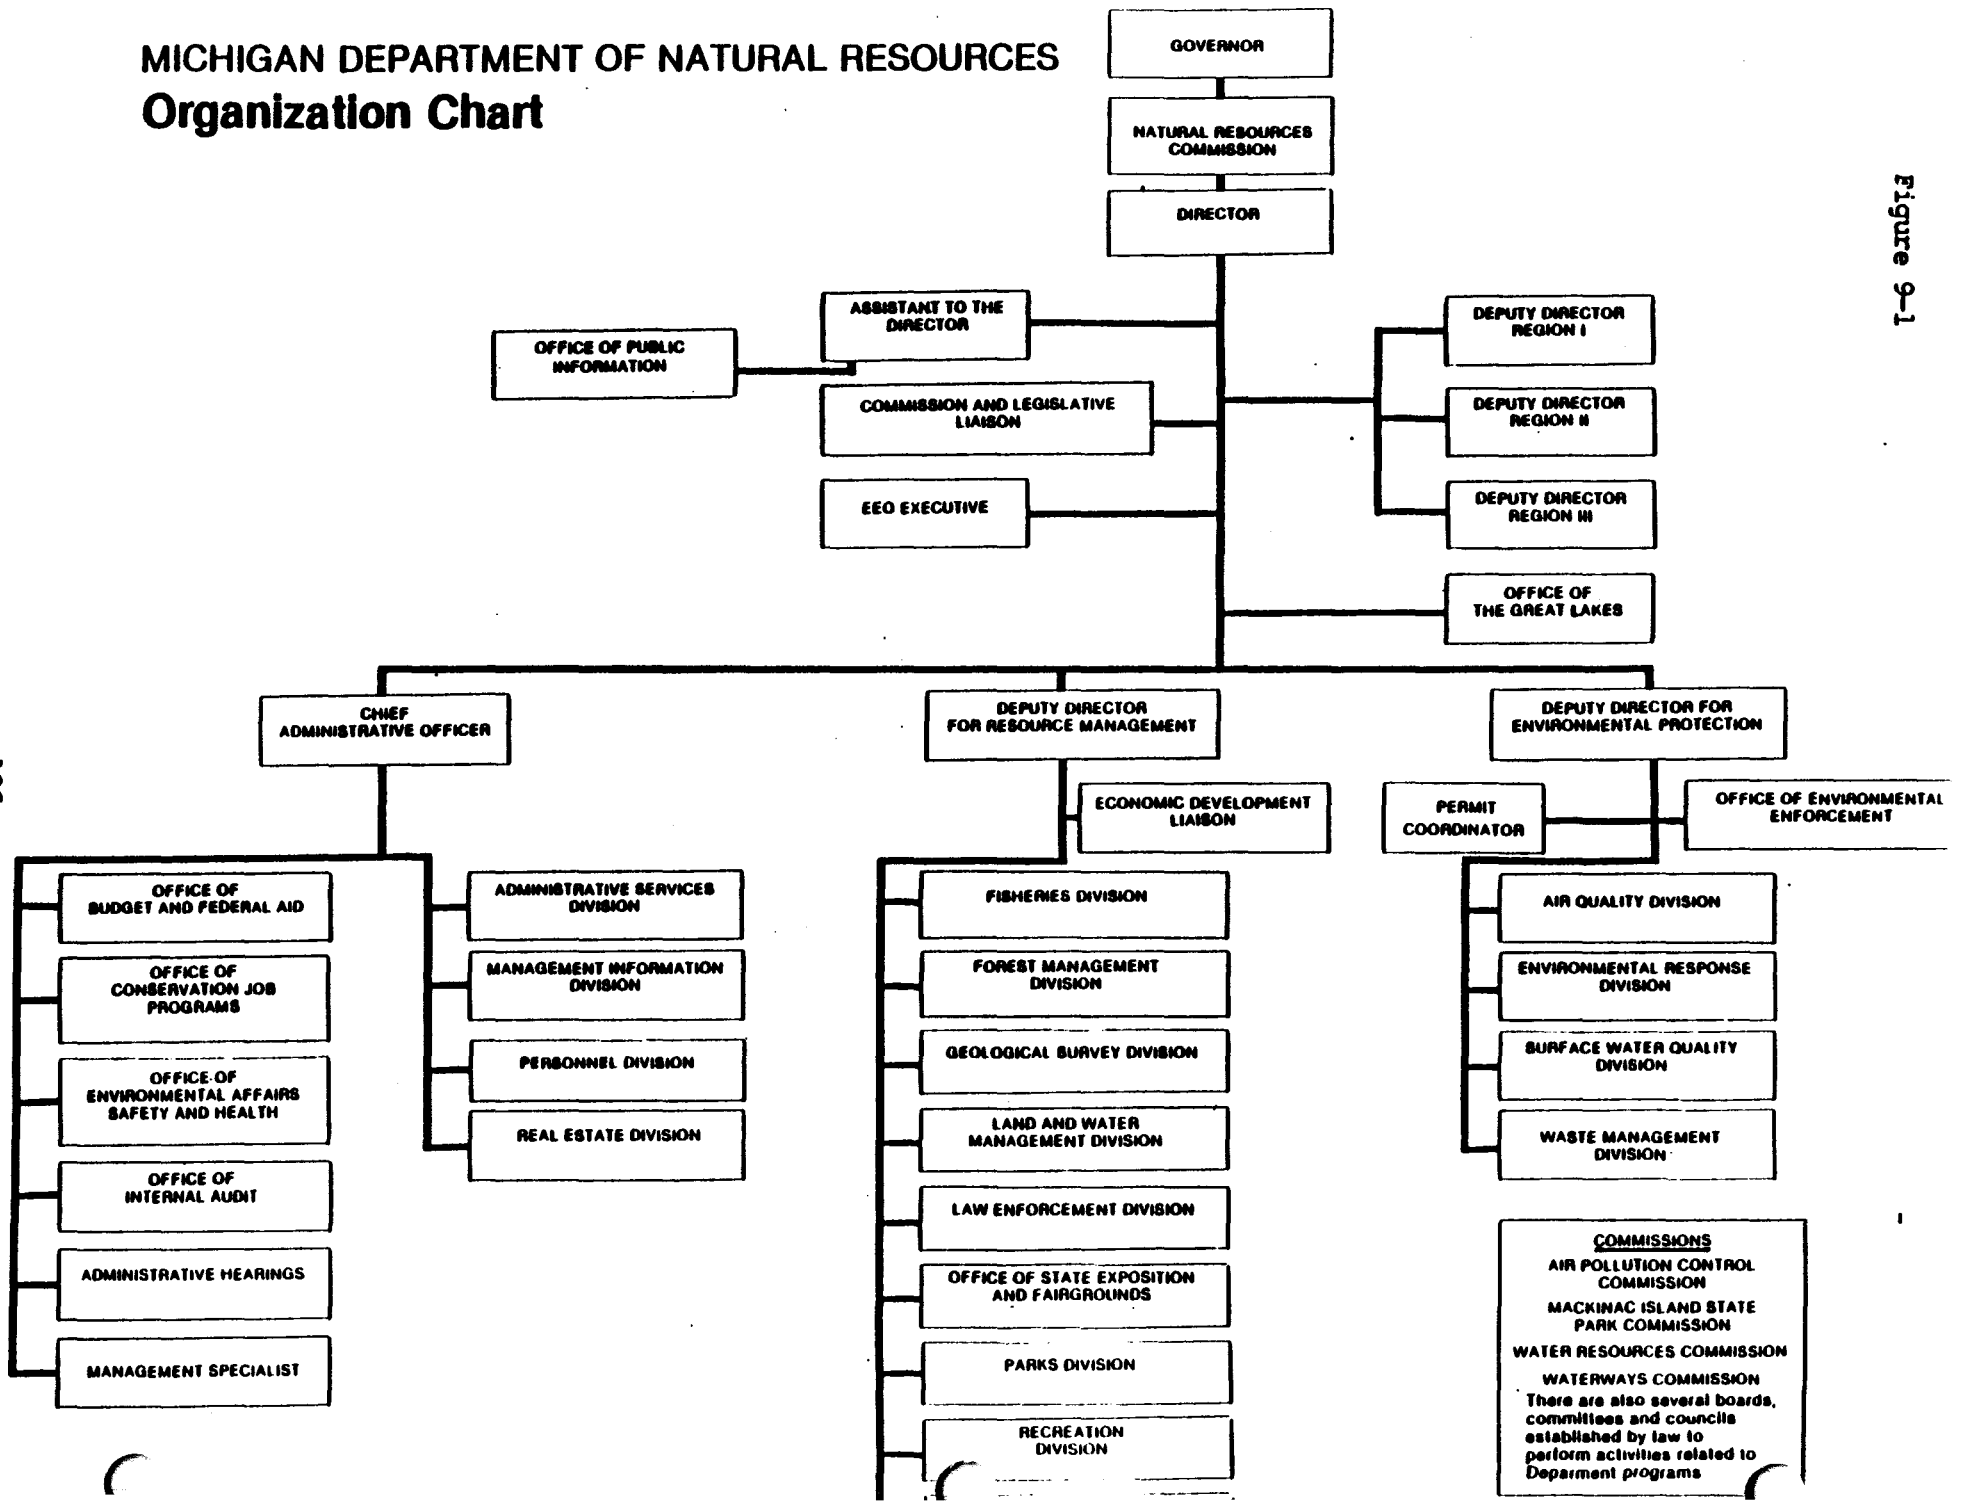 MICHIGAN DEPARTMENT OF NATURAL RESOURCES
Organization Chart
Figure 9-1
GOVERNOR
NATURAL RESOURCES
COMMISSION
DIRECTOR
ASSISTANT TO THE
DIRECTOR
OFFICE OF PUBLIC
INFORMATION
COMMISSION AND LEGISLATIVE
LIAISON
EEO EXECUTIVE
DEPUTY DIRECTOR
REGION I
DEPUTY DIRECTOR
REGION II
DEPUTY DIRECTOR
REGION III
OFFICE OF
THE GREAT LAKES
CHIEF
ADMINISTRATIVE OFFICER
DEPUTY DIRECTOR
FOR RESOURCE MANAGEMENT
DEPUTY DIRECTOR FOR
ENVIRONMENTAL PROTECTION
ECONOMIC DEVELOPMENT
LIAISON
PERMIT
COORDINATOR
OFFICE OF ENVIRONMENTAL
ENFORCEMENT
OFFICE OF
BUDGET AND FEDERAL AID
OFFICE OF
CONSERVATION JOB
PROGRAMS
OFFICE OF
ENVIRONMENTAL AFFAIRS
SAFETY AND HEALTH
OFFICE OF
INTERNAL AUDIT
ADMINISTRATIVE HEARINGS
MANAGEMENT SPECIALIST
ADMINISTRATIVE SERVICES
DIVISION
MANAGEMENT INFORMATION
DIVISION
PERSONNEL DIVISION
REAL ESTATE DIVISION
FISHERIES DIVISION
FOREST MANAGEMENT
DIVISION
GEOLOGICAL SURVEY DIVISION
LAND AND WATER
MANAGEMENT DIVISION
LAW ENFORCEMENT DIVISION
OFFICE OF STATE EXPOSITION
AND FAIRGROUNDS
PARKS DIVISION
RECREATION
DIVISION
AIR QUALITY DIVISION
ENVIRONMENTAL RESPONSE
DIVISION
SURFACE WATER QUALITY
DIVISION
WASTE MANAGEMENT
DIVISION
COMMISSIONS
AIR POLLUTION CONTROL
COMMISSION
MACKINAC ISLAND STATE
PARK COMMISSION
WATER RESOURCES COMMISSION
WATERWAYS COMMISSION
There are also several boards,
committees and councils
established by law to
perform activities related to
Deparment programs